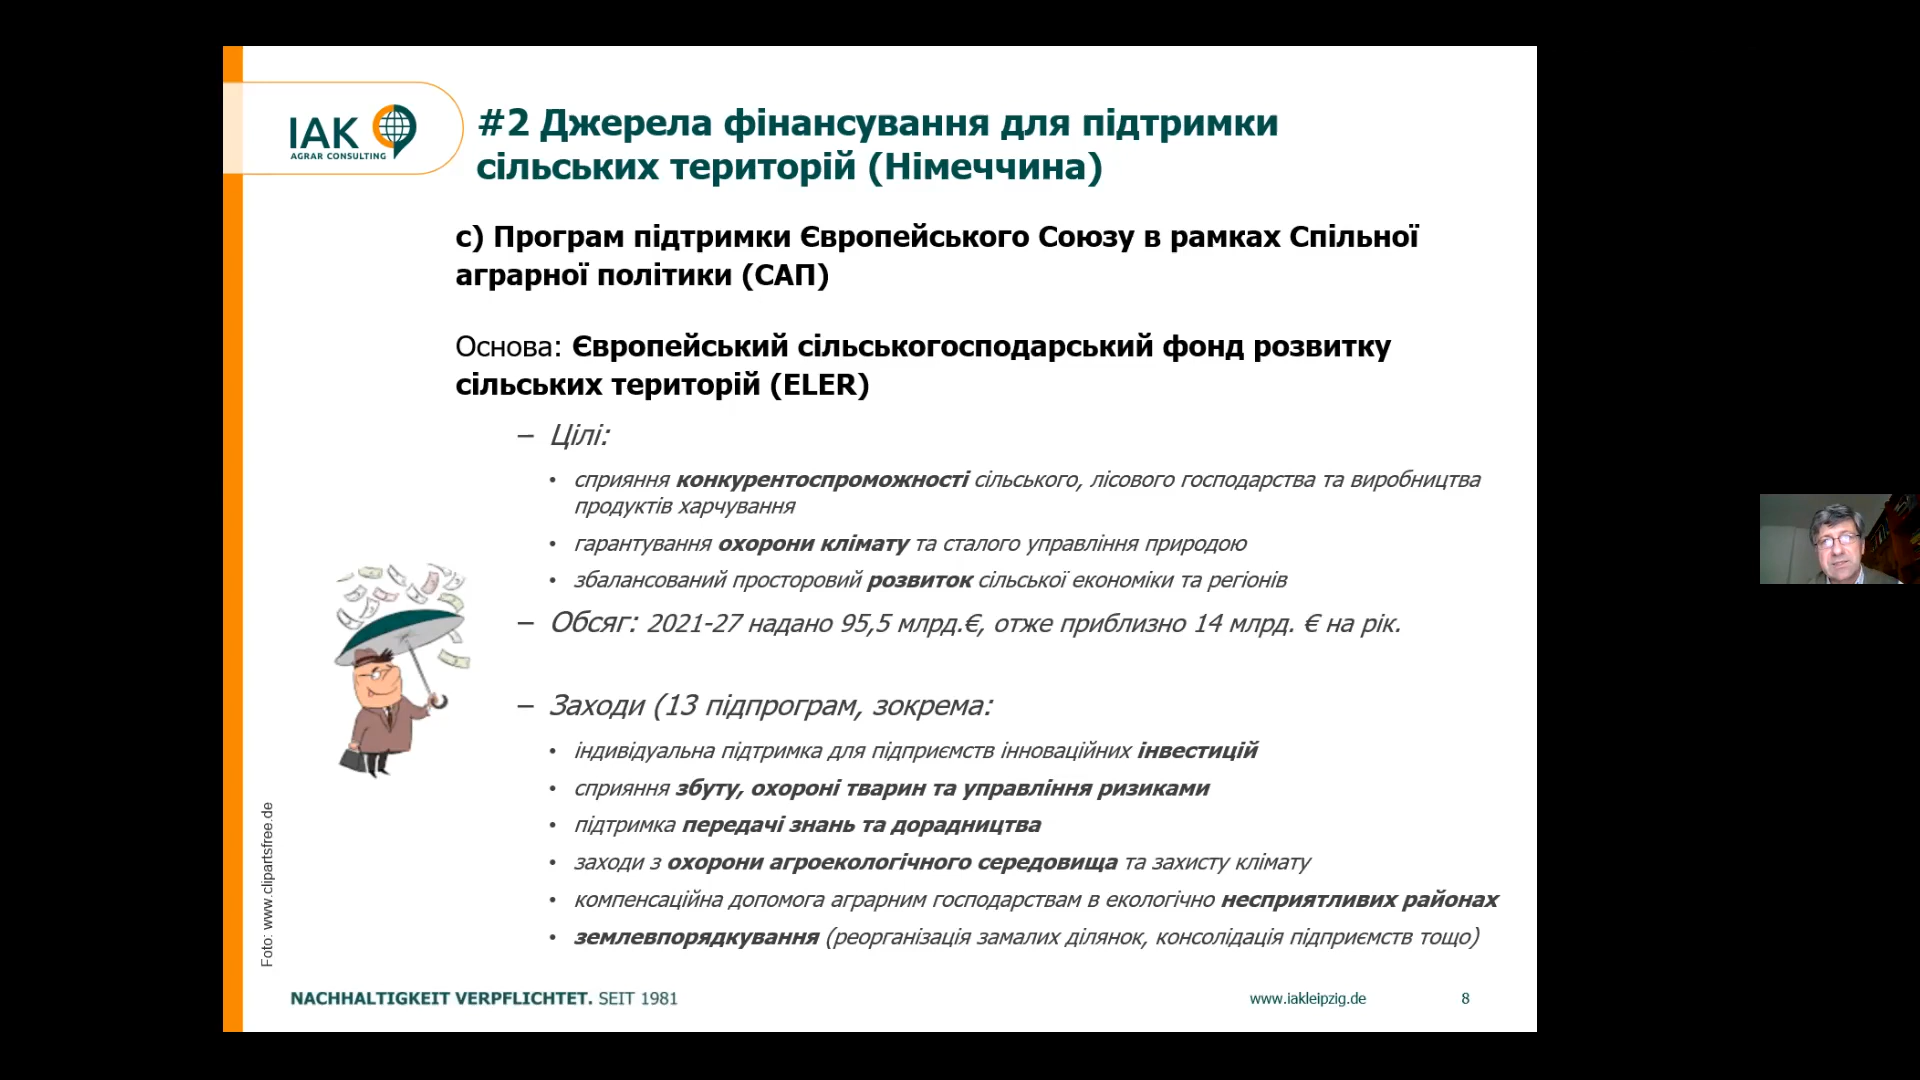 IAK
AGRAR CONSULTING
#2 Джерела фінансування для підтримки
сільських територій (Німеччина)
c) Програм підтримки Європейського Союзу в рамках Спільної
аграрної політики (САП)
Основа: Європейський сільськогосподарський фонд розвитку
сільських територій (ELER)
– Цілі:
• сприяння конкурентоспроможності сільського, лісового господарства та виробництва
продуктів харчування
• гарантування охорони клімату та сталого управління природою
• збалансований просторовий розвиток сільської економіки та регіонів
– Обсяг: 2021-27 надано 95,5 млрд.€, отже приблизно 14 млрд. € на рік.
– Заходи (13 підпрограм, зокрема:
• індивідуальна підтримка для підприємств інноваційних інвестицій
• сприяння збуту, охороні тварин та управління ризиками
• підтримка передачі знань та дорадництва
• заходи з охорони агроекологічного середовища та захисту клімату
• компенсаційна допомога аграрним господарствам в екологічно несприятливих районах
• землевпорядкування (реорганізація замалих ділянок, консолідація підприємств тощо)
Foto: www.clipartsfree.de
NACHHALTIGKEIT VERPFLICHTET. SEIT 1981
www.iakleipzig.de
8